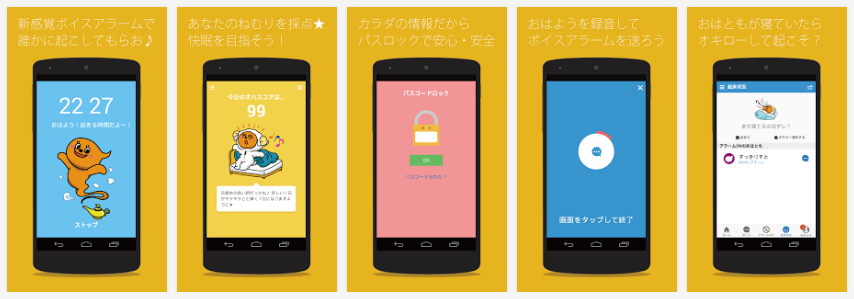 新感覚ボイスアラームで
誰かに起こしてもらお♪
22 27
おはよう！起きる時間だよー！
ストップ
あなたのねむりを採点★
快眠を目指そう！
今日のオハスコアは…
99
カラダの情報だから
パスロックで安心・安全
パスコードロック
OK
パスコード忘れた？
おはようを録音して
ボイスアラームを送ろう
画面をタップして終了
おはともが寝ていたら
オキローして起こそ？
起床状況
まだ寝てるのはダレ？
アラームON中のおはとも
すっきりすと